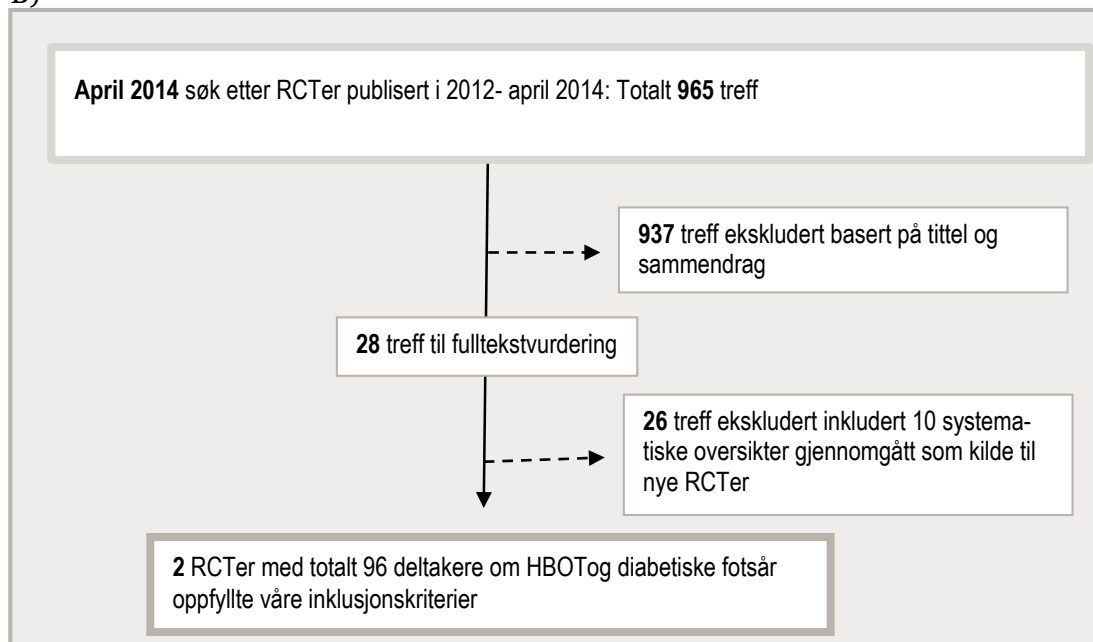 B)
April 2014 søk etter RCTer publisert i 2012- april 2014: Totalt 965 treff
937 treff ekskludert basert på tittel og
sammendrag
28 treff til fulltekstvurdering
26 treff ekskludert inkludert 10 systema-
tiske oversikter gjennomgått som kilde til
nye RCTer
2 RCTer med totalt 96 deltakere om HBOTog diabetiske fotsår
oppfyllte våre inklusjonskriterier